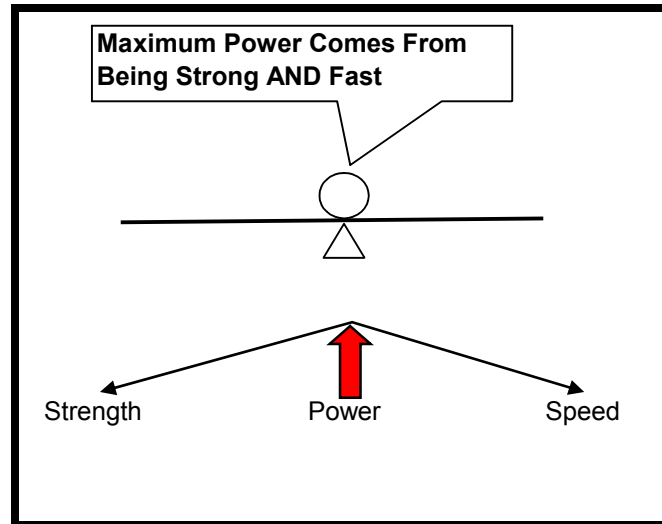 Maximum Power Comes From
Being Strong AND Fast
Strength Power Speed